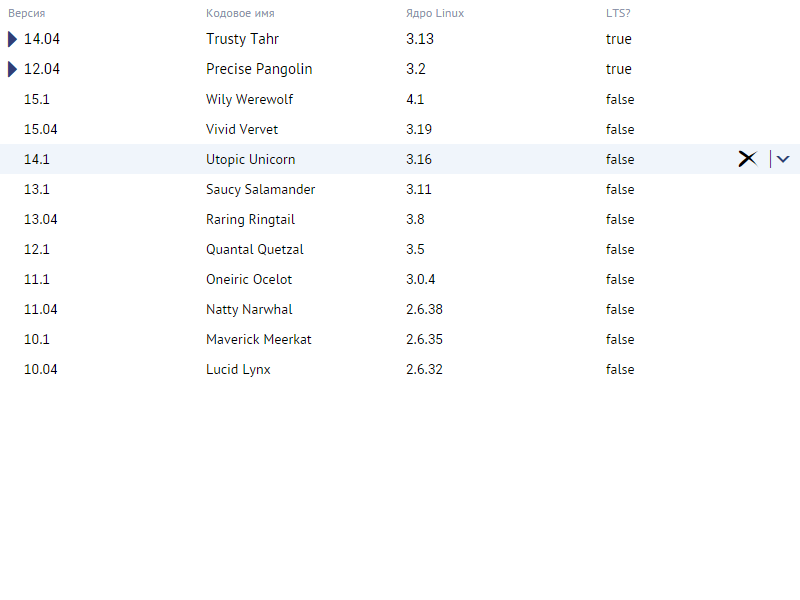 Версия Кодовое имя Ядро Linux LTS?
14.04 Trusty Tahr 3.13 true
12.04 Precise Pangolin 3.2 true
15.1 Wily Werewolf 4.1 false
15.04 Vivid Vervet 3.19 false
14.1 Utopic Unicorn 3.16 false
13.1 Saucy Salamander 3.11 false
13.04 Raring Ringtail 3.8 false
12.1 Quantal Quetzal 3.5 false
11.1 Oneiric Ocelot 3.0.4 false
11.04 Natty Narwhal 2.6.38 false
10.1 Maverick Meerkat 2.6.35 false
10.04 Lucid Lynx 2.6.32 false